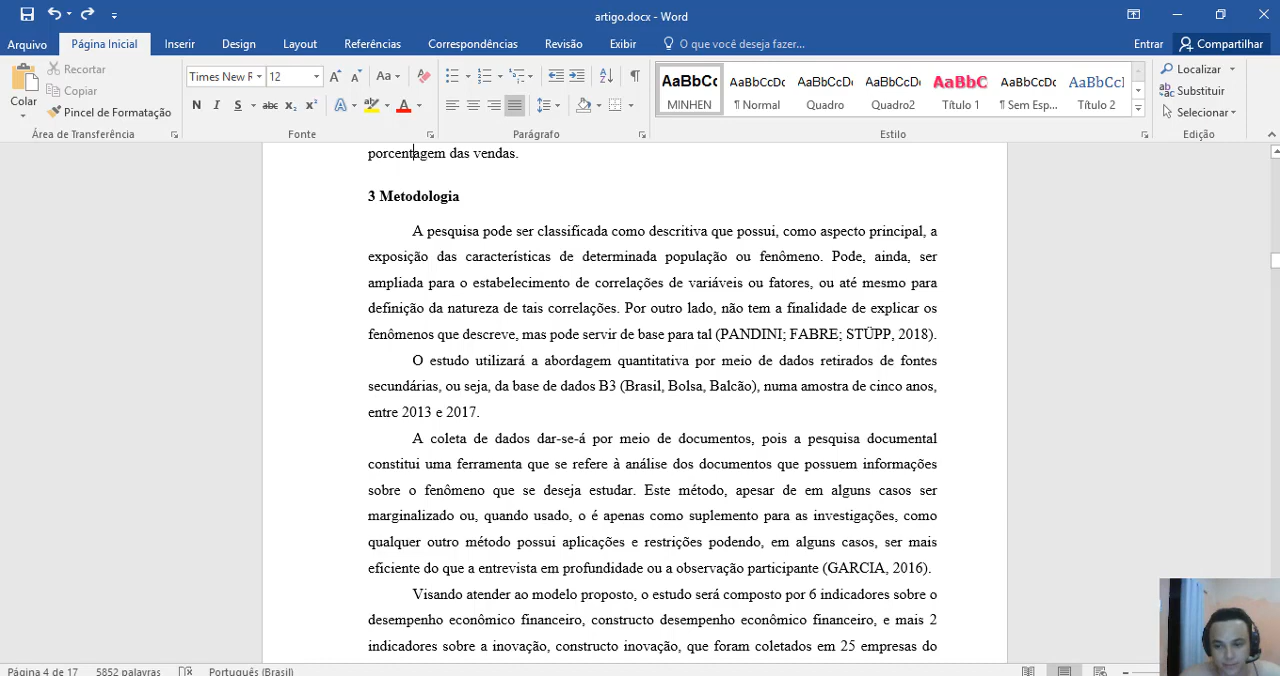 artigo.docx - Word
Arquivo Página Inicial Inserir Design Layout Referências Correspondências Revisão Exibir O que você deseja fazer... Entrar Compartilhar
Colar
Recortar
Copiar
Pincel de Formatação
Área de Transferência
Times New R 12
Aa
N I S abc x₂ x² A A
Fonte
Parágrafo
AaBbCc AaBbCcDc AaBbCcDc AaBbCcDc AaBbC AaBbCcDc AaBbCcI
MINHEN ¶ Normal Quadro Quadro2 Título 1 ¶ Sem Esp... Título 2
Estilo
Localizar
Substituir
Selecionar
Edição
porcentagem das vendas.
3 Metodologia
A pesquisa pode ser classificada como descritiva que possui, como aspecto principal, a
exposição das características de determinada população ou fenômeno. Pode, ainda, ser
ampliada para o estabelecimento de correlações de variáveis ou fatores, ou até mesmo para
definição da natureza de tais correlações. Por outro lado, não tem a finalidade de explicar os
fenômenos que descreve, mas pode servir de base para tal (PANDINI; FABRE; STÜPP, 2018).
O estudo utilizará a abordagem quantitativa por meio de dados retirados de fontes
secundárias, ou seja, da base de dados B3 (Brasil, Bolsa, Balcão), numa amostra de cinco anos,
entre 2013 e 2017.
A coleta de dados dar-se-á por meio de documentos, pois a pesquisa documental
constitui uma ferramenta que se refere à análise dos documentos que possuem informações
sobre o fenômeno que se deseja estudar. Este método, apesar de em alguns casos ser
marginalizado ou, quando usado, o é apenas como suplemento para as investigações, como
qualquer outro método possui aplicações e restrições podendo, em alguns casos, ser mais
eficiente do que a entrevista em profundidade ou a observação participante (GARCIA, 2016).
Visando atender ao modelo proposto, o estudo será composto por 6 indicadores sobre o
desempenho econômico financeiro, constructo desempenho econômico financeiro, e mais 2
indicadores sobre a inovação, constructo inovação, que foram coletados em 25 empresas do
Página 4 de 17 5852 palavras Português (Brasil)